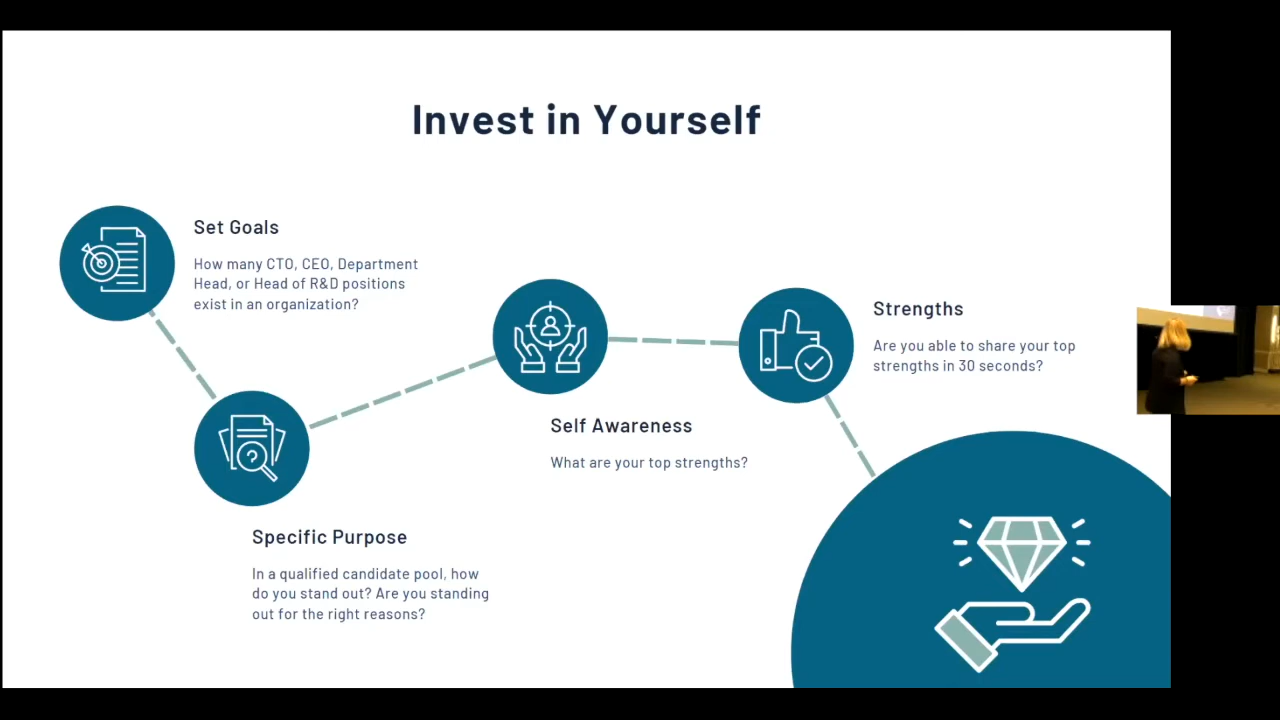 Invest in Yourself
Set Goals
How many CTO, CEO, Department
Head, or Head of R&D positions
exist in an organization?
Specific Purpose
In a qualified candidate pool, how
do you stand out? Are you standing
out for the right reasons?
?
Self Awareness
What are your top strengths?
Strengths
Are you able to share your top
strengths in 30 seconds?